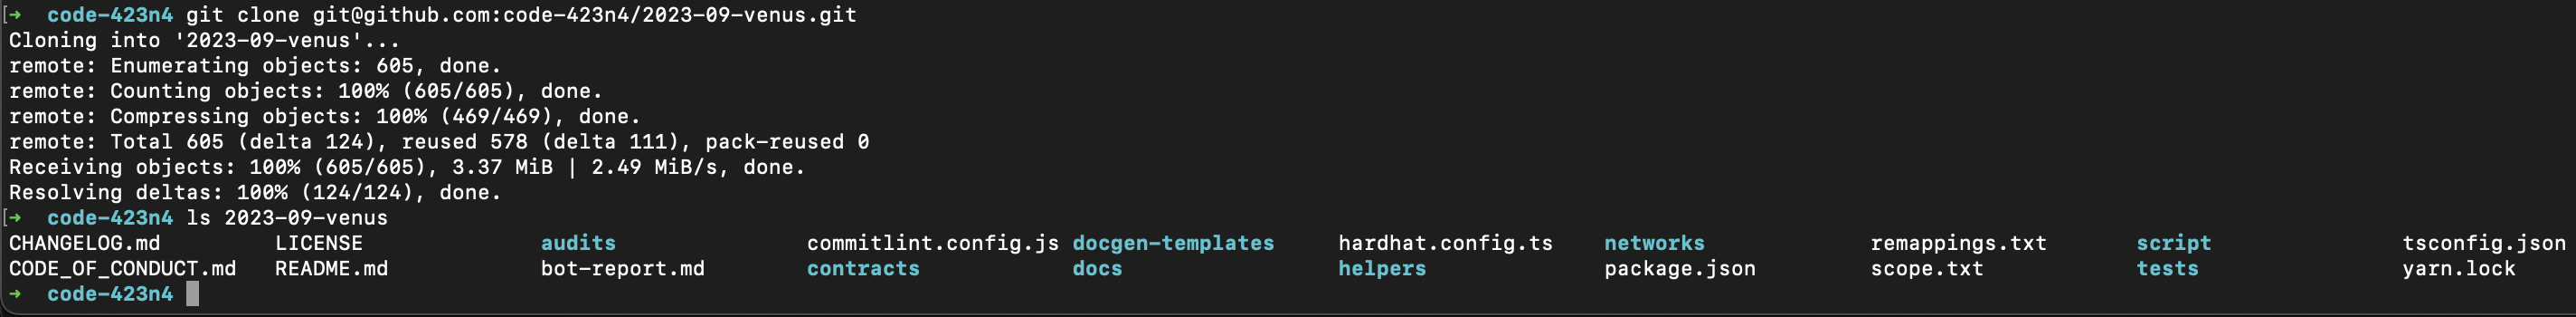 [➜  code-423n4 git clone git@github.com:code-423n4/2023-09-venus.git
Cloning into '2023-09-venus'...
remote: Enumerating objects: 605, done.
remote: Counting objects: 100% (605/605), done.
remote: Compressing objects: 100% (469/469), done.
remote: Total 605 (delta 124), reused 578 (delta 111), pack-reused 0
Receiving objects: 100% (605/605), 3.37 MiB | 2.49 MiB/s, done.
Resolving deltas: 100% (124/124), done.
[➜  code-423n4 ls 2023-09-venus
CHANGELOG.md LICENSE audits commitlint.config.js docgen-templates hardhat.config.ts networks remappings.txt script tsconfig.json
CODE_OF_CONDUCT.md README.md bot-report.md contracts docs helpers package.json scope.txt tests yarn.lock
➜  code-423n4